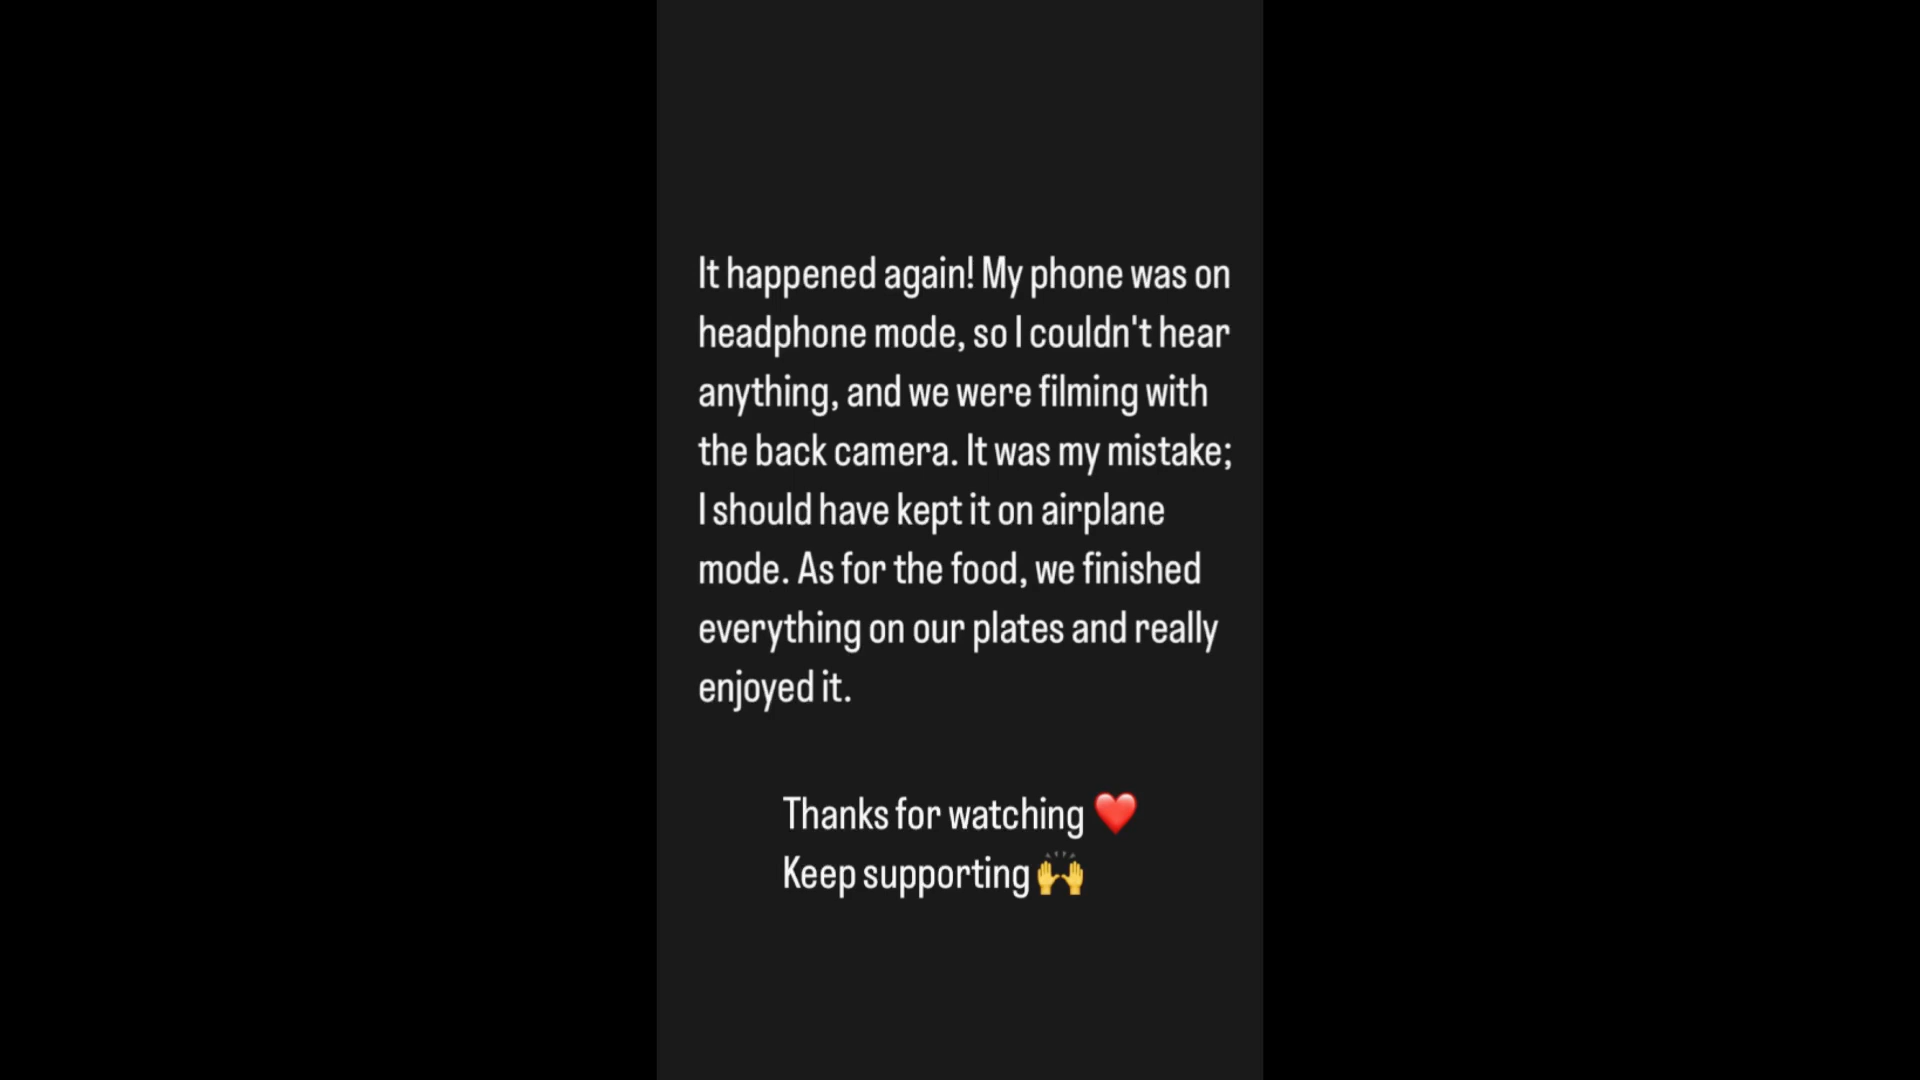 It happened again! My phone was on
headphone mode, so I couldn't hear
anything, and we were filming with
the back camera. It was my mistake;
I should have kept it on airplane
mode. As for the food, we finished
everything on our plates and really
enjoyed it.
Thanks for watching ❤️
Keep supporting 🙌